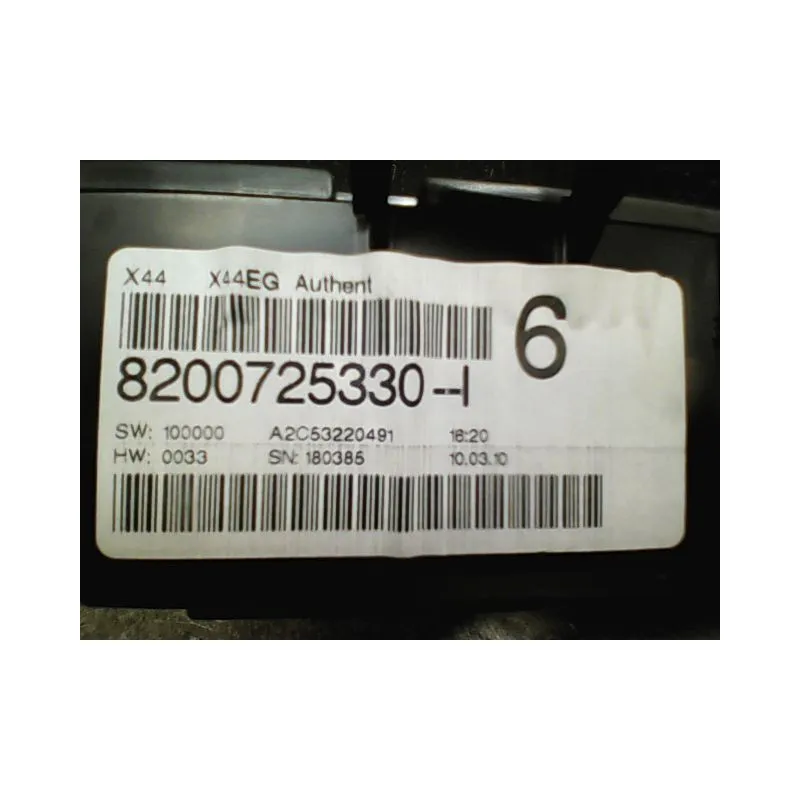 X44 X44EG Authent
6
8200725330--I
SW: 100000 A2C53220491 16:20
HW: 0033 SN: 180385 10.03.10